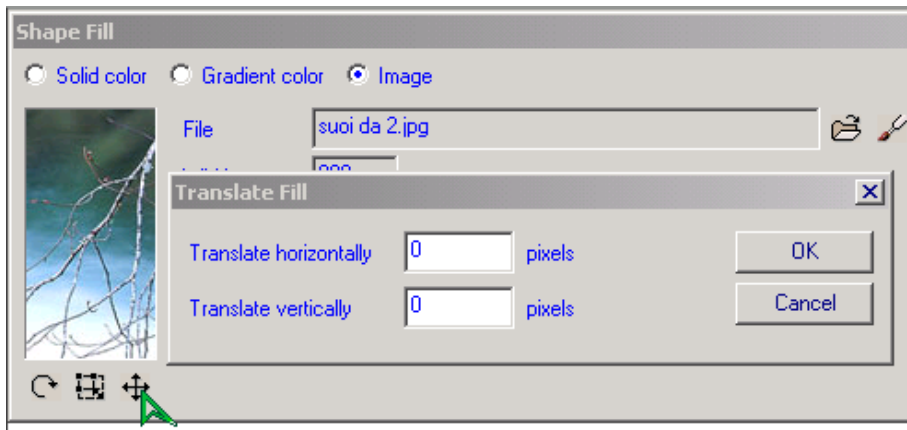 Shape Fill
Solid color Gradient color Image
File suoi da 2.jpg
Translate Fill
Translate horizontally 0 pixels OK
Translate vertically 0 pixels Cancel